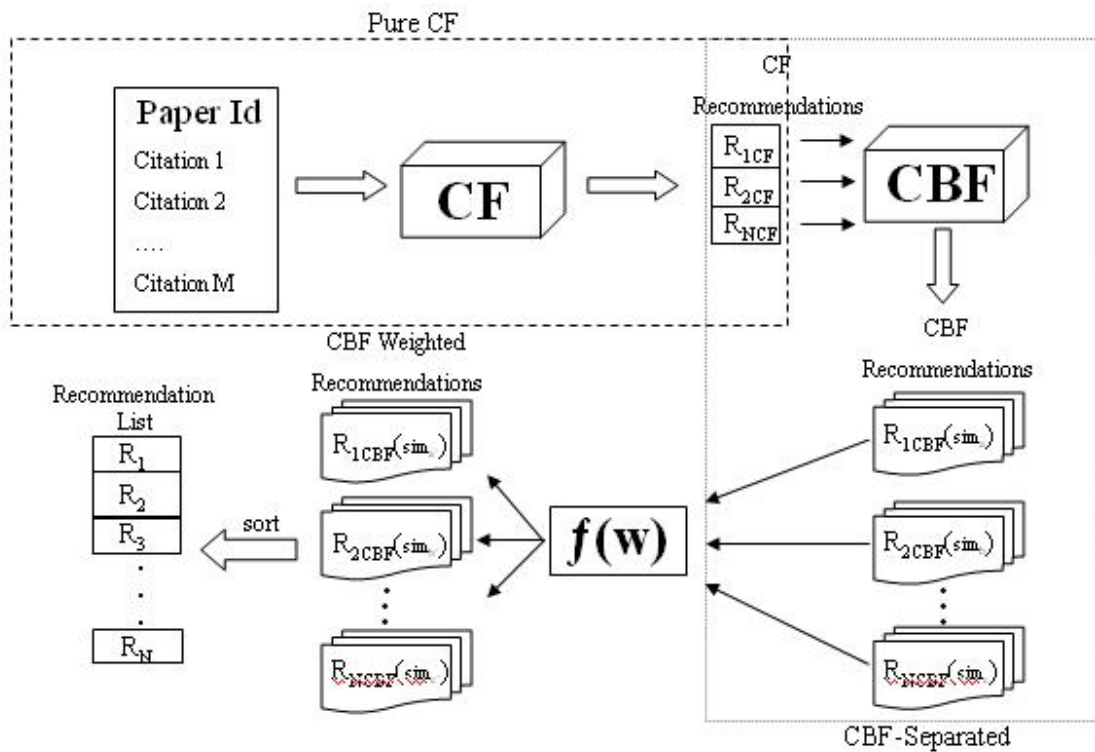 Pure CF
Paper Id
Citation 1
Citation 2
....
Citation M
CF
CF
Recommendations
R1CF
R2CF
RNCF
CBF
CBF
Recommendations
R1CBF(sim.)
R2CBF(sim.)
RNCBF(sim.)
CBF-Separated
f(w)
CBF Weighted
Recommendations
R1CBF(sim.)
R2CBF(sim.)
RNCBF(sim.)
sort
Recommendation
List
R1
R2
R3
RN